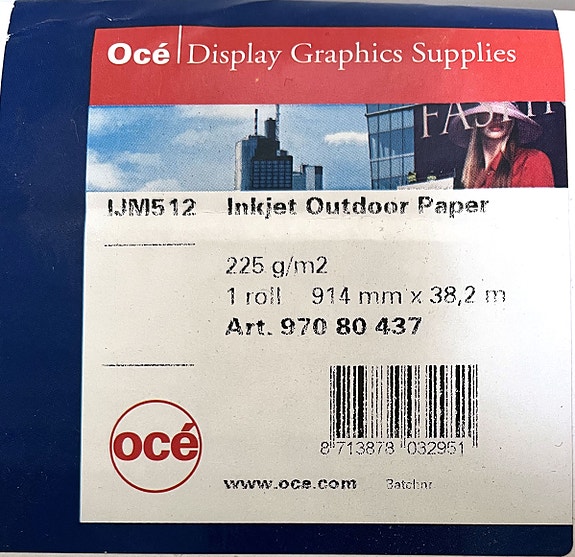 Océ | Display Graphics Supplies
FASH
IJM512 Inkjet Outdoor Paper
225 g/m2
1 roll 914 mm x 38,2 m
Art. 970 80 437
8 713878 032951
océ
www.oce.com Batchnr